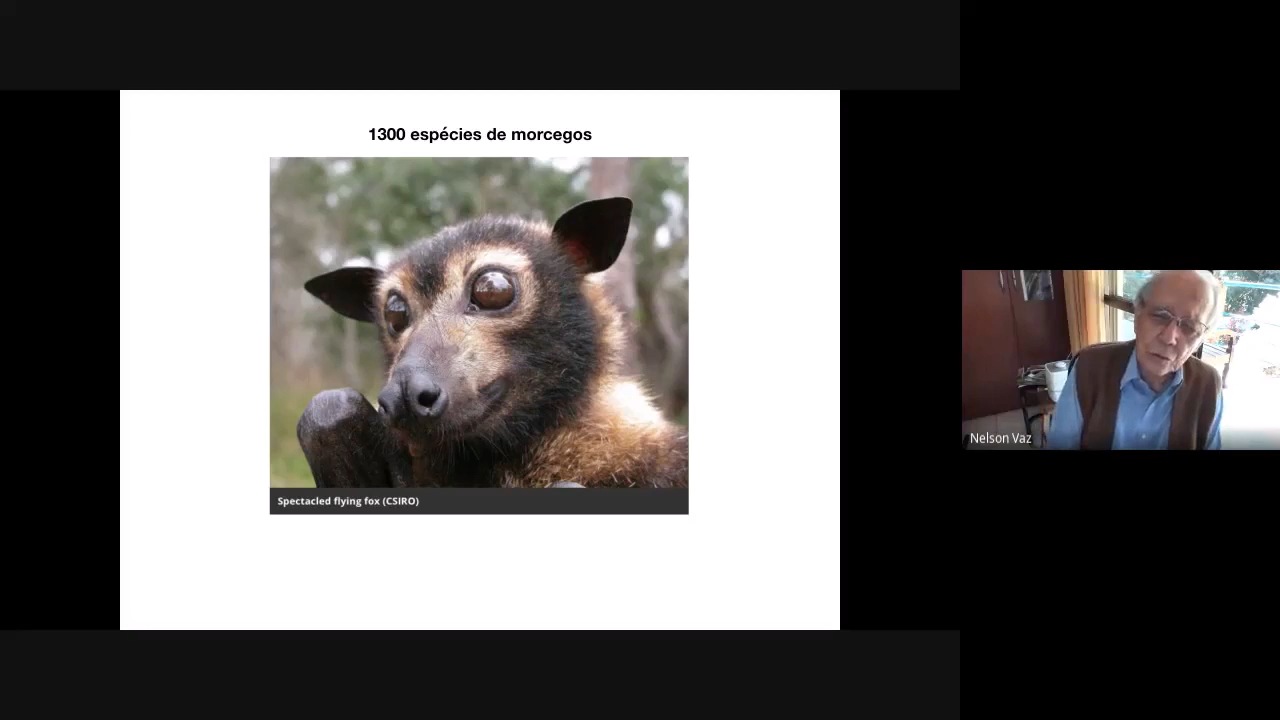 1300 espécies de morcegos
Spectacled flying fox (CSIRO)
Nelson Vaz